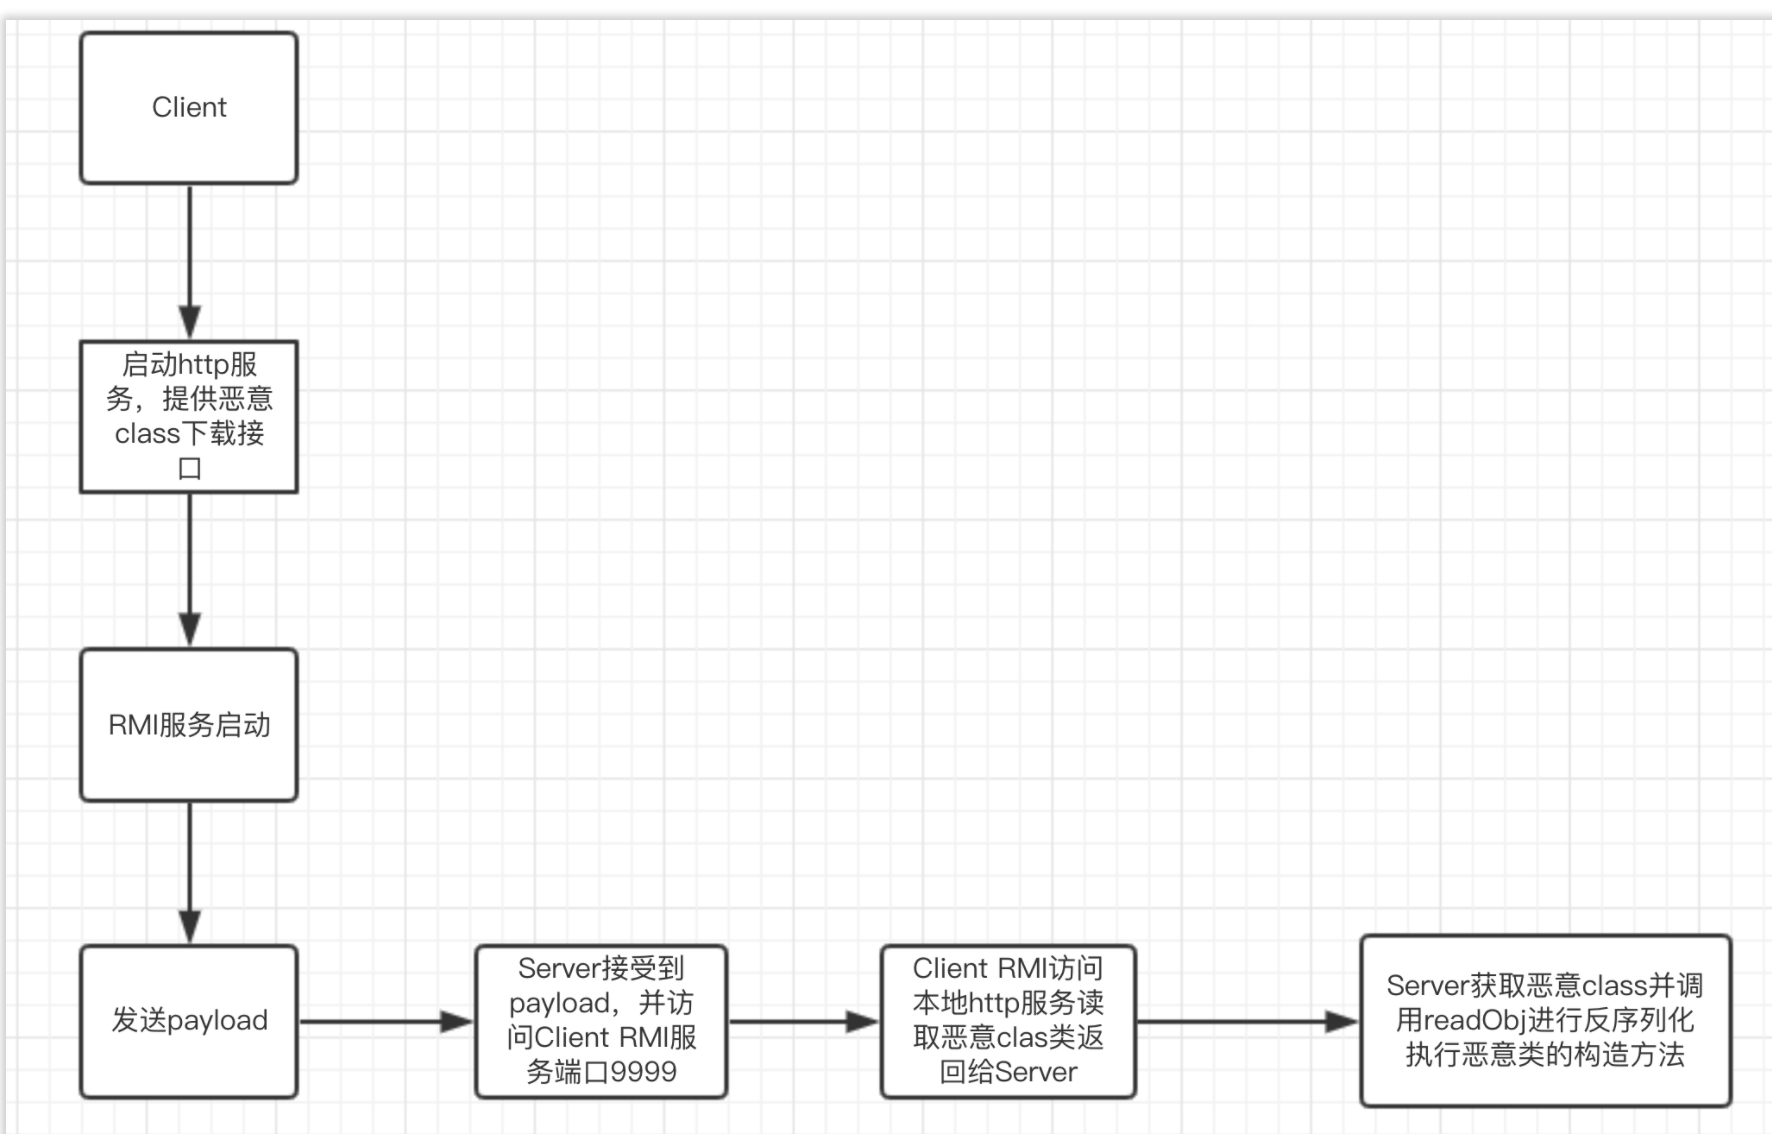 Client
启动http服
务，提供恶意
class下载接
口
RMI服务启动
发送payload
Server接受到
payload，并访
问Client RMI服
务端口9999
Client RMI访问
本地http服务读
取恶意clas类返
回给Server
Server获取恶意class并调
用readObj进行反序列化
执行恶意类的构造方法